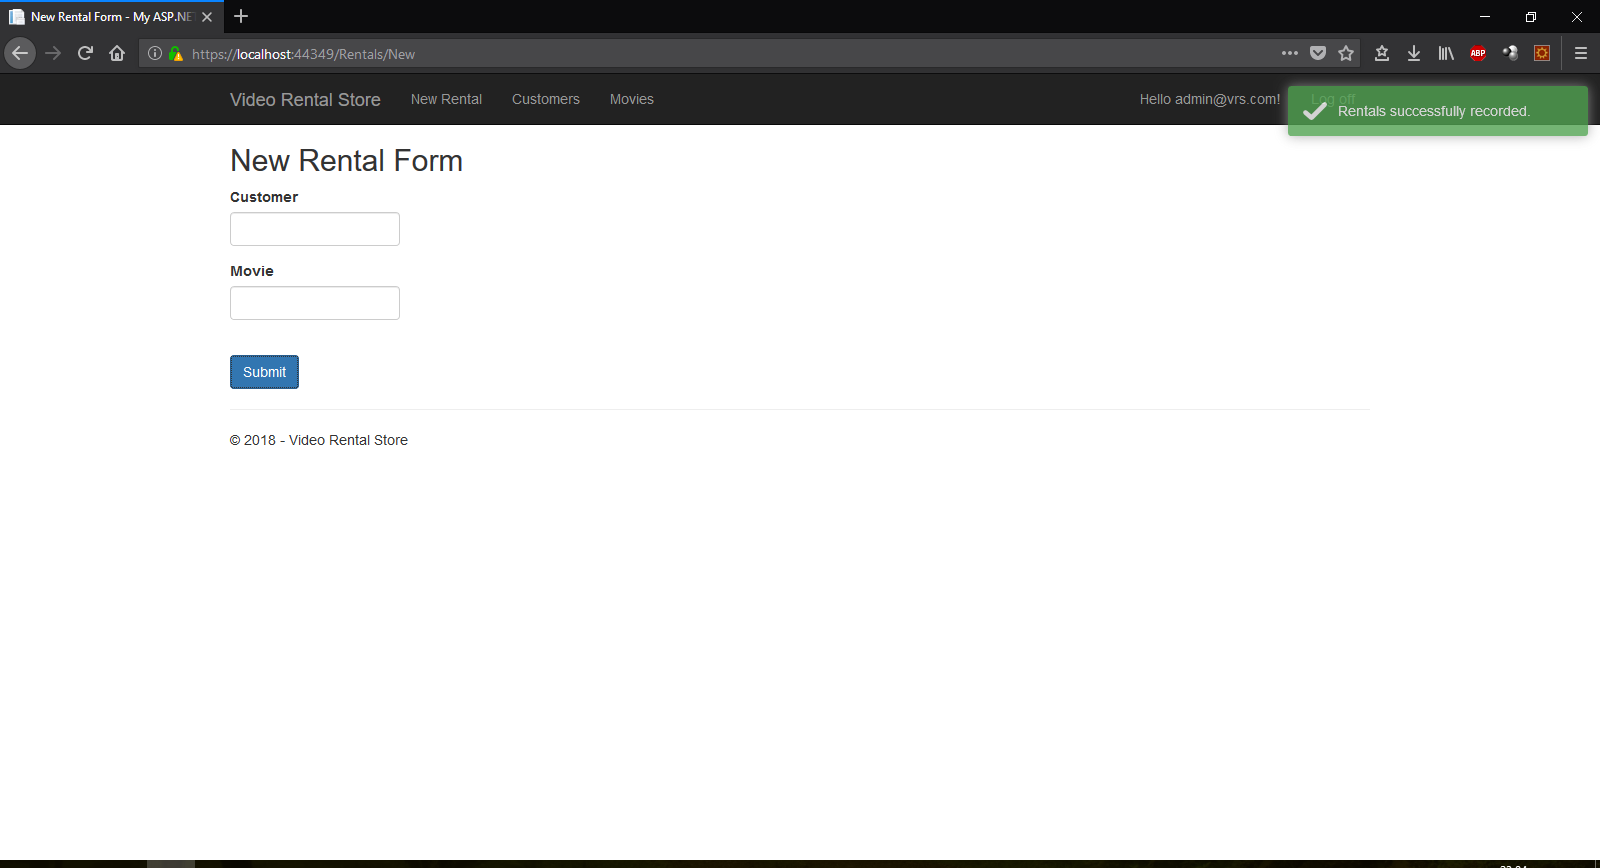 New Rental Form - My ASP.NE
https://localhost:44349/Rentals/New
ABP
Video Rental Store
New Rental
Customers
Movies
Hello admin@vrs.com!
Log off
Rentals successfully recorded.
New Rental Form
Customer
Movie
Submit
© 2018 - Video Rental Store